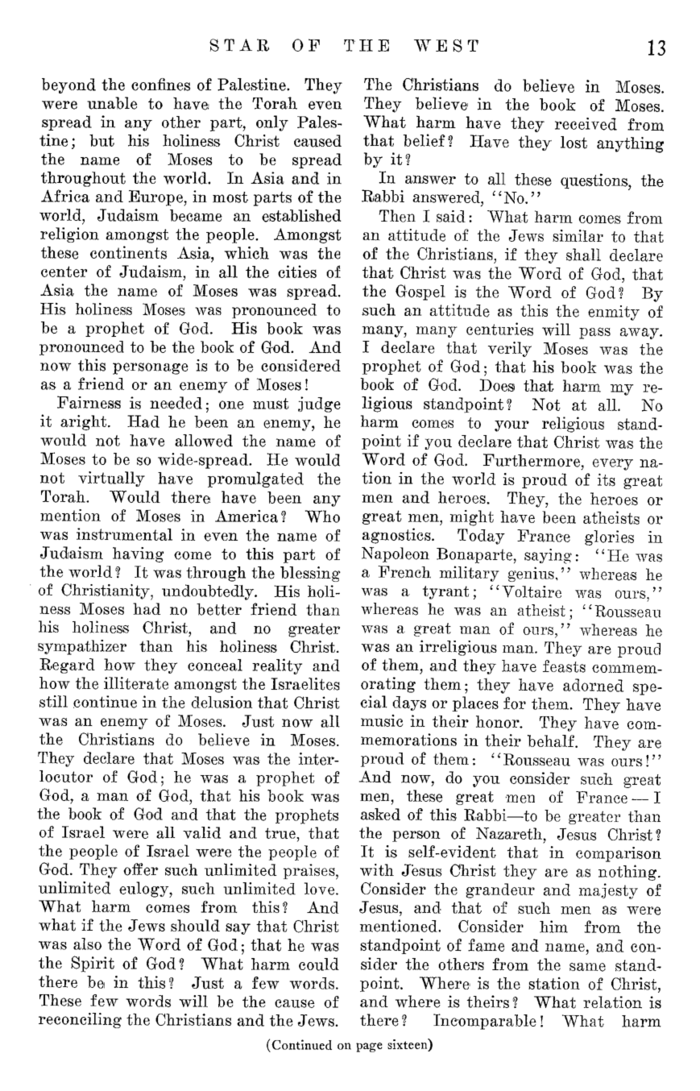 STAR OF THE WEST 13
beyond the confines of Palestine. They
were unable to have the Torah even
spread in any other part, only Pales-
tine; but his holiness Christ caused
the name of Moses to be spread
throughout the world. In Asia and in
Africa and Europe, in most parts of the
world, Judaism became an established
religion amongst the people. Amongst
these continents Asia, which was the
center of Judaism, in all the cities of
Asia the name of Moses was spread.
His holiness Moses was pronounced to
be a prophet of God. His book was
pronounced to be the book of God. And
now this personage is to be considered
as a friend or an enemy of Moses!
Fairness is needed; one must judge
it aright. Had he been an enemy, he
would not have allowed the name of
Moses to be so wide-spread. He would
not virtually have promulgated the
Torah. Would there have been any
mention of Moses in America? Who
was instrumental in even the name of
Judaism having come to this part of
the world? It was through the blessing
of Christianity, undoubtedly. His holi-
ness Moses had no better friend than
his holiness Christ, and no greater
sympathizer than his holiness Christ.
Regard how they conceal reality and
how the illiterate amongst the Israelites
still continue in the delusion that Christ
was an enemy of Moses. Just now all
the Christians do believe in Moses.
They declare that Moses was the inter-
locutor of God; he was a prophet of
God, a man of God, that his book was
the book of God and that the prophets
of Israel were all valid and true, that
the people of Israel were the people of
God. They offer such unlimited praises,
unlimited eulogy, such unlimited love.
What harm comes from this? And
what if the Jews should say that Christ
was also the Word of God; that he was
the Spirit of God? What harm could
there be in this? Just a few words.
These few words will be the cause of
reconciling the Christians and the Jews.
The Christians do believe in Moses.
They believe in the book of Moses.
What harm have they received from
that belief? Have they lost anything
by it?
In answer to all these questions, the
Rabbi answered, "No."
Then I said: What harm comes from
an attitude of the Jews similar to that
of the Christians, if they shall declare
that Christ was the Word of God, that
the Gospel is the Word of God? By
such an attitude as this the enmity of
many, many centuries will pass away.
I declare that verily Moses was the
prophet of God; that his book was the
book of God. Does that harm my re-
ligious standpoint? Not at all. No
harm comes to your religious stand-
point if you declare that Christ was the
Word of God. Furthermore, every na-
tion in the world is proud of its great
men and heroes. They, the heroes or
great men, might have been atheists or
agnostics. Today France glories in
Napoleon Bonaparte, saying: "He was
a French military genius," whereas he
was a tyrant; "Voltaire was ours,"
whereas he was an atheist; "Rousseau
was a great man of ours," whereas he
was an irreligious man. They are proud
of them, and they have feasts commem-
orating them; they have adorned spe-
cial days or places for them. They have
music in their honor. They have com-
memorations in their behalf. They are
proud of them: "Rousseau was ours!"
And now, do you consider such great
men, these great men of France—I
asked of this Rabbi—to be greater than
the person of Nazareth, Jesus Christ?
It is self-evident that in comparison
with Jesus Christ they are as nothing.
Consider the grandeur and majesty of
Jesus, and that of such men as were
mentioned. Consider him from the
standpoint of fame and name, and con-
sider the others from the same stand-
point. Where is the station of Christ,
and where is theirs? What relation is
there? Incomparable! What harm
(Continued on page sixteen)